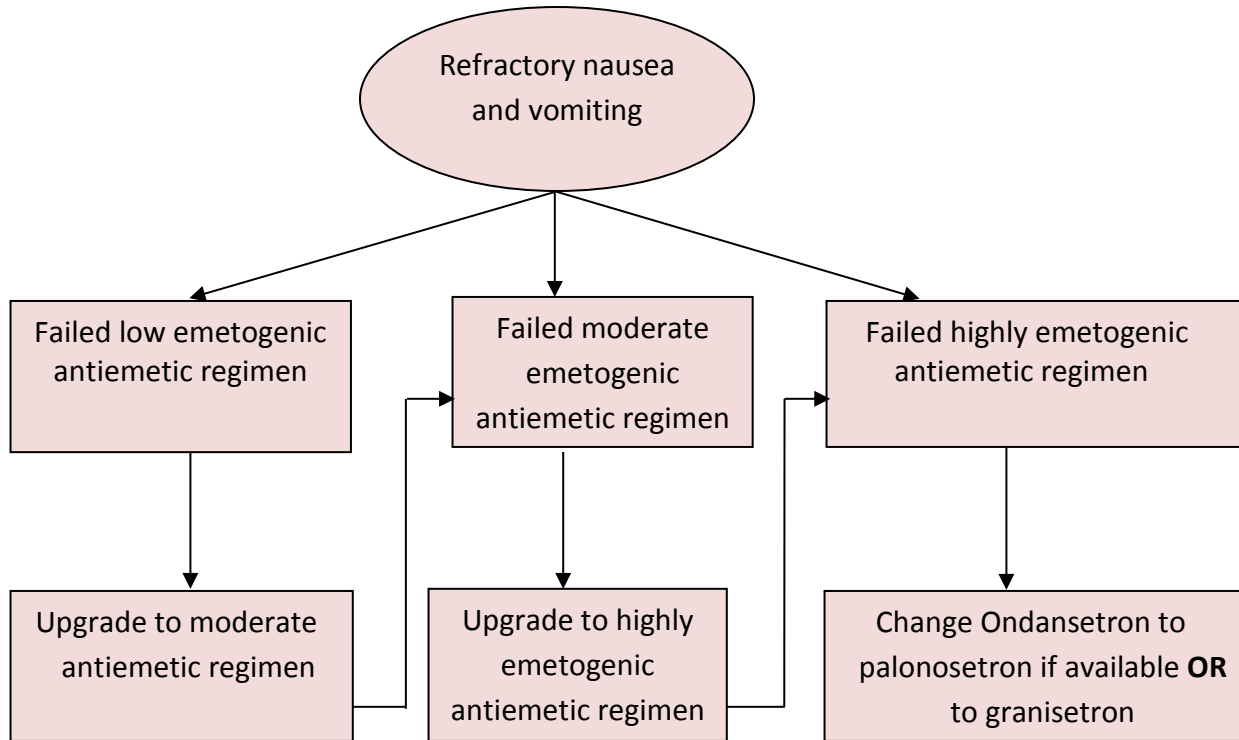 Refractory nausea
and vomiting
Failed low emetogenic
antiemetic regimen
Failed moderate
emetogenic
antiemetic regimen
Failed highly emetogenic
antiemetic regimen
Upgrade to moderate
antiemetic regimen
Upgrade to highly
emetogenic
antiemetic regimen
Change Ondansetron to
palonosetron if available OR
to granisetron